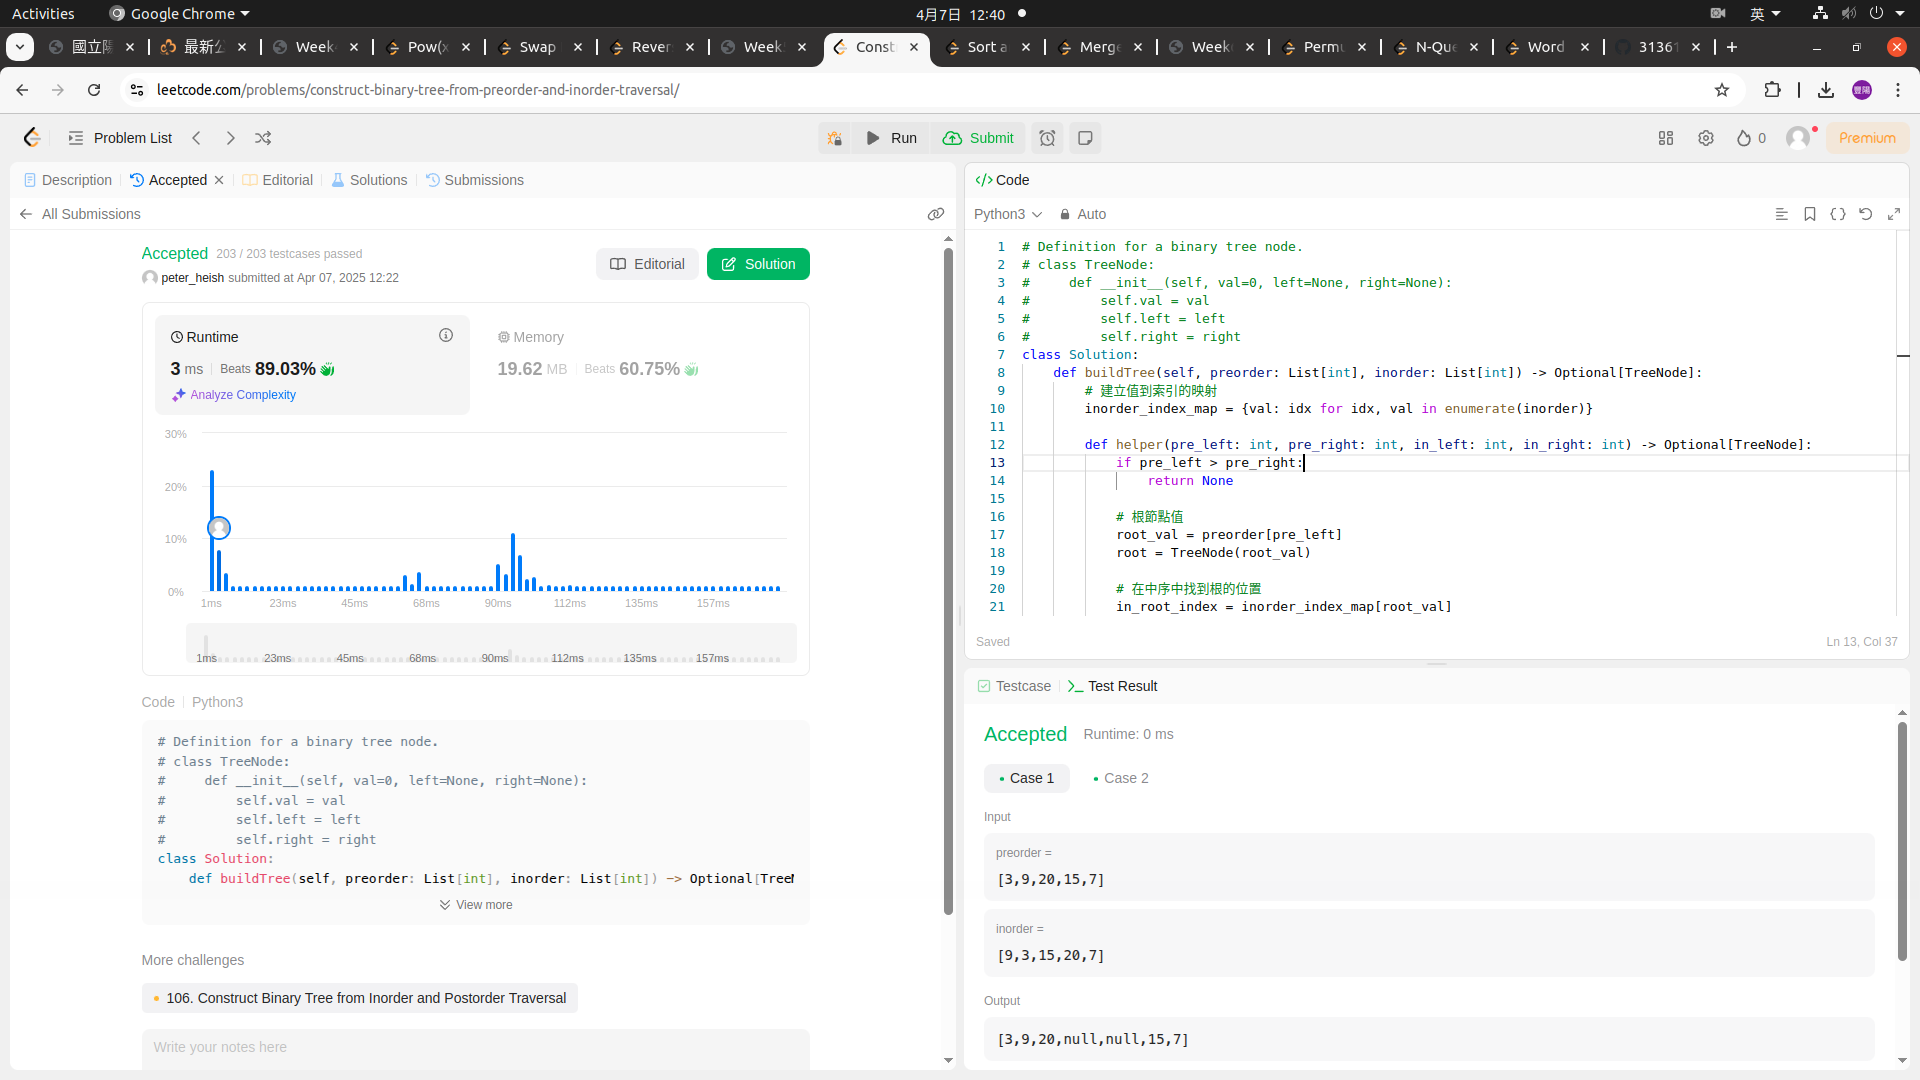 Activities
Google Chrome
4月7日 12:40
英
國立陽
最新公
Week4
Pow(x
Swap
Rever
Week5
Const
Sort a
Merge
Week6
Permu
N-Que
Word
31361
leetcode.com/problems/construct-binary-tree-from-preorder-and-inorder-traversal/
豐陽
Problem List
Run
Submit
0
Premium
Description
Accepted
Editorial
Solutions
Submissions
All Submissions
Accepted 203 / 203 testcases passed
peter_heish submitted at Apr 07, 2025 12:22
Editorial
Solution
Runtime
3 ms Beats 89.03%
Analyze Complexity
Memory
19.62 MB Beats 60.75%
30%
20%
10%
0%
1ms 23ms 45ms 68ms 90ms 112ms 135ms 157ms
1ms 23ms 45ms 68ms 90ms 112ms 135ms 157ms
Code Python3
# Definition for a binary tree node.
# class TreeNode:
#     def __init__(self, val=0, left=None, right=None):
#         self.val = val
#         self.left = left
#         self.right = right
class Solution:
    def buildTree(self, preorder: List[int], inorder: List[int]) -> Optional[TreeN
View more
More challenges
106. Construct Binary Tree from Inorder and Postorder Traversal
Write your notes here
Code
Python3
Auto
1 # Definition for a binary tree node.
2 # class TreeNode:
3 #     def __init__(self, val=0, left=None, right=None):
4 #         self.val = val
5 #         self.left = left
6 #         self.right = right
7 class Solution:
8     def buildTree(self, preorder: List[int], inorder: List[int]) -> Optional[TreeNode]:
9         # 建立值到索引的映射
10         inorder_index_map = {val: idx for idx, val in enumerate(inorder)}
11
12         def helper(pre_left: int, pre_right: int, in_left: int, in_right: int) -> Optional[TreeNode]:
13             if pre_left > pre_right:
14                 return None
15
16             # 根節點值
17             root_val = preorder[pre_left]
18             root = TreeNode(root_val)
19
20             # 在中序中找到根的位置
21             in_root_index = inorder_index_map[root_val]
Saved
Ln 13, Col 37
Testcase
Test Result
Accepted Runtime: 0 ms
Case 1
Case 2
Input
preorder =
[3,9,20,15,7]
inorder =
[9,3,15,20,7]
Output
[3,9,20,null,null,15,7]